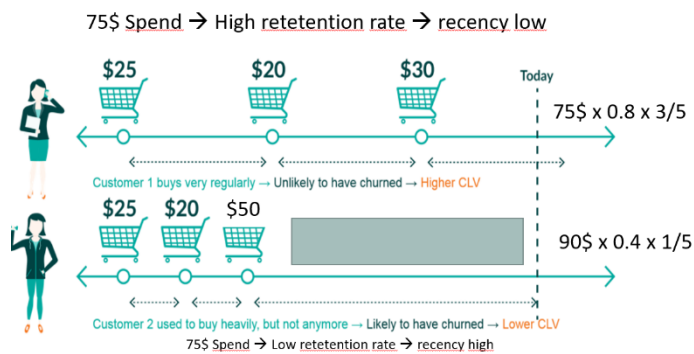 75$ Spend → High retetention rate → recency low
$25 $20 $30 Today
75$ x 0.8 x 3/5
Customer 1 buys very regularly → Unlikely to have churned → Higher CLV
$25 $20 $50
90$ x 0.4 x 1/5
Customer 2 used to buy heavily, but not anymore → Likely to have churned → Lower CLV
75$ Spend → Low retetention rate → recency high